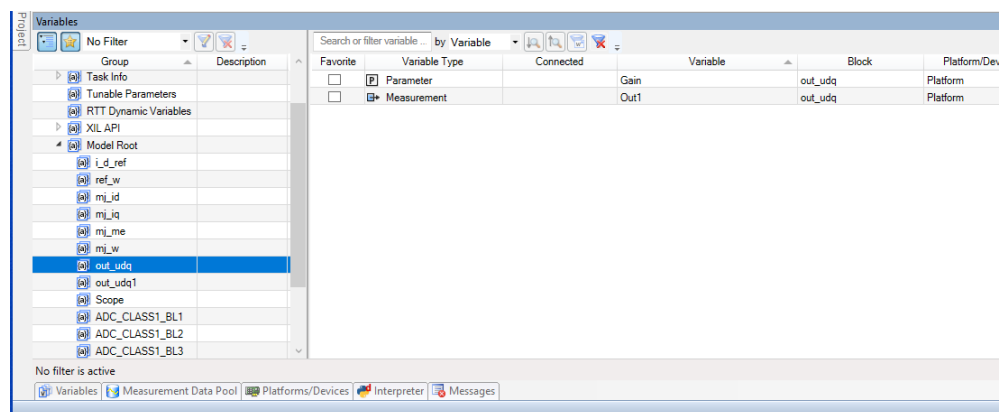 Project
Variables
No Filter
Search or filter variable ... by Variable
Group Description Favorite Variable Type Connected Variable Block Platform/Dev
Task Info P Parameter Gain out_udq Platform
Tunable Parameters Measurement Out1 out_udq Platform
RTT Dynamic Variables
XIL API
Model Root
i_d_ref
ref_w
mj_id
mj_iq
mj_me
mj_w
out_udq
out_udq1
Scope
ADC_CLASS1_BL1
ADC_CLASS1_BL2
ADC_CLASS1_BL3
No filter is active
Variables Measurement Data Pool Platforms/Devices Interpreter Messages